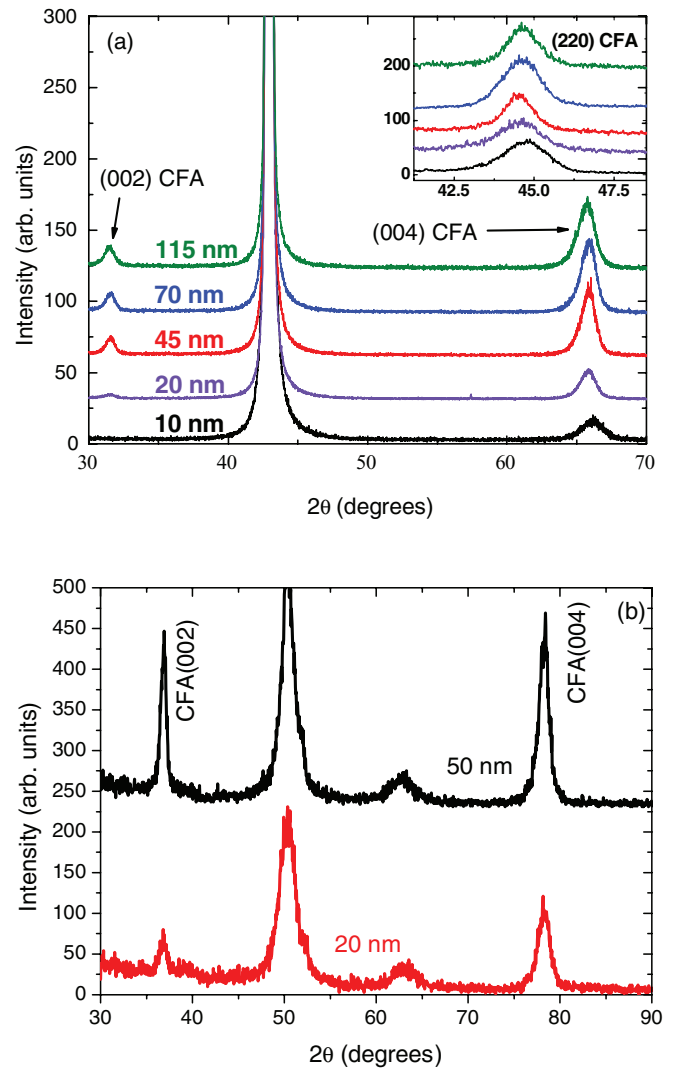 300
(a)
(220) CFA
200
100
0
42.5 45.0 47.5
250
200
(002) CFA
(004) CFA
150
115 nm
100
70 nm
45 nm
50
20 nm
10 nm
0
30 40 50 60 70
Intensity (arb. units)
2θ (degrees)
500
(b)
450
CFA(002)
CFA(004)
400
350
300
50 nm
250
200
150
100
20 nm
50
0
30 40 50 60 70 80 90
Intensity (arb. units)
2θ (degrees)